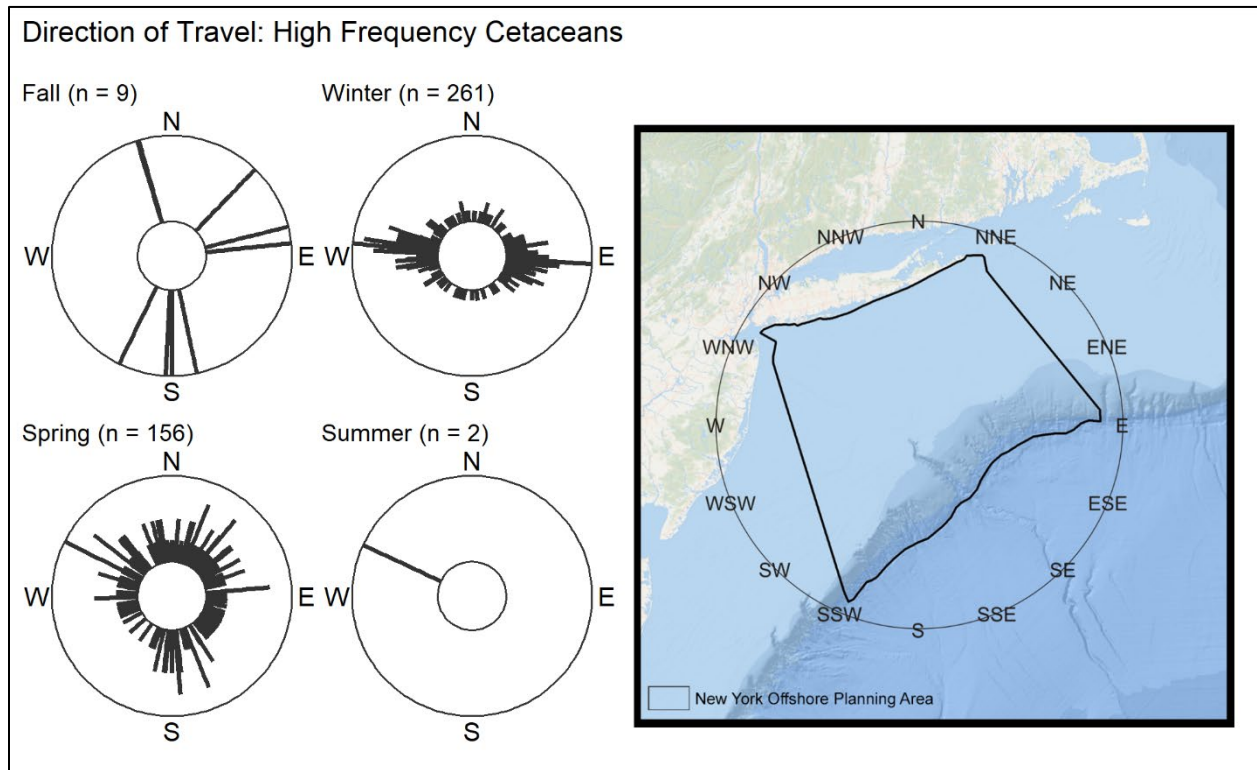 Direction of Travel: High Frequency Cetaceans
Fall (n = 9)
N
W
E
S
Winter (n = 261)
N
W
E
S
Spring (n = 156)
N
W
E
S
Summer (n = 2)
N
W
E
S
N
NNW
NNE
NW
NE
WNW
ENE
W
E
WSW
ESE
SW
SE
SSW
SSE
S
New York Offshore Planning Area